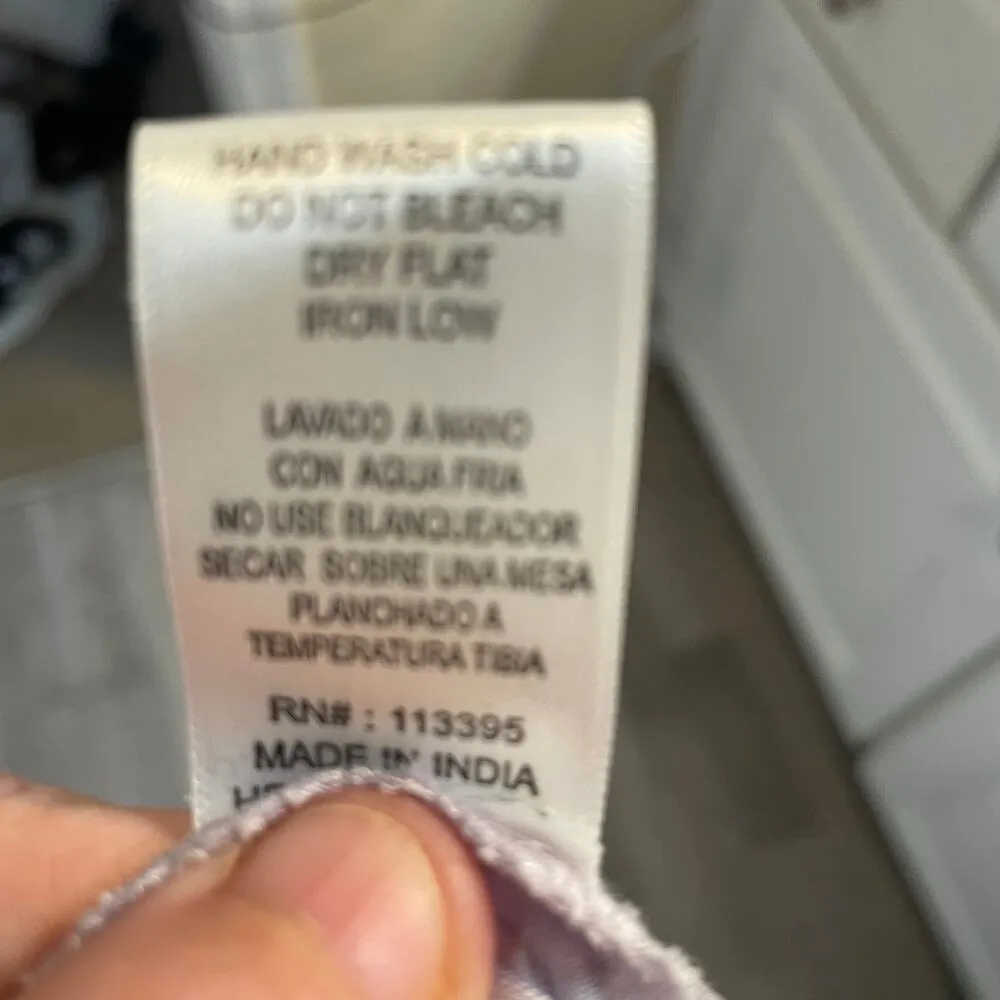 HAND WASH COLD
DO NOT BLEACH
DRY FLAT
IRON LOW
LAVADO A MANO
CON AGUA FRIA
NO USE BLANQUEADOR
SECAR SOBRE UNA MESA
PLANCHADO A
TEMPERATURA TIBIA
RN# : 113395
MADE IN INDIA